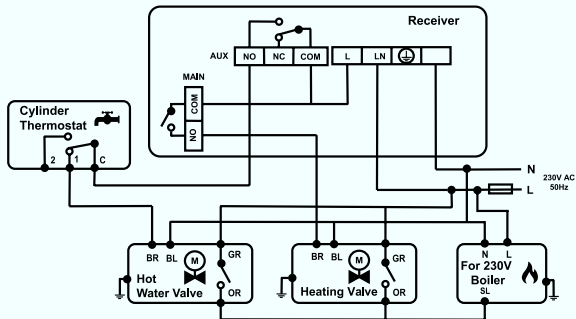 Receiver
AUX
NO
NC
COM
L
LN
MAIN
COM
NO
Cylinder
Thermostat
2
1
C
N
L
230V AC
50Hz
BR
BL
GR
M
OR
Hot
Water Valve
BR
BL
GR
M
OR
Heating Valve
N
L
For 230V
Boiler
SL